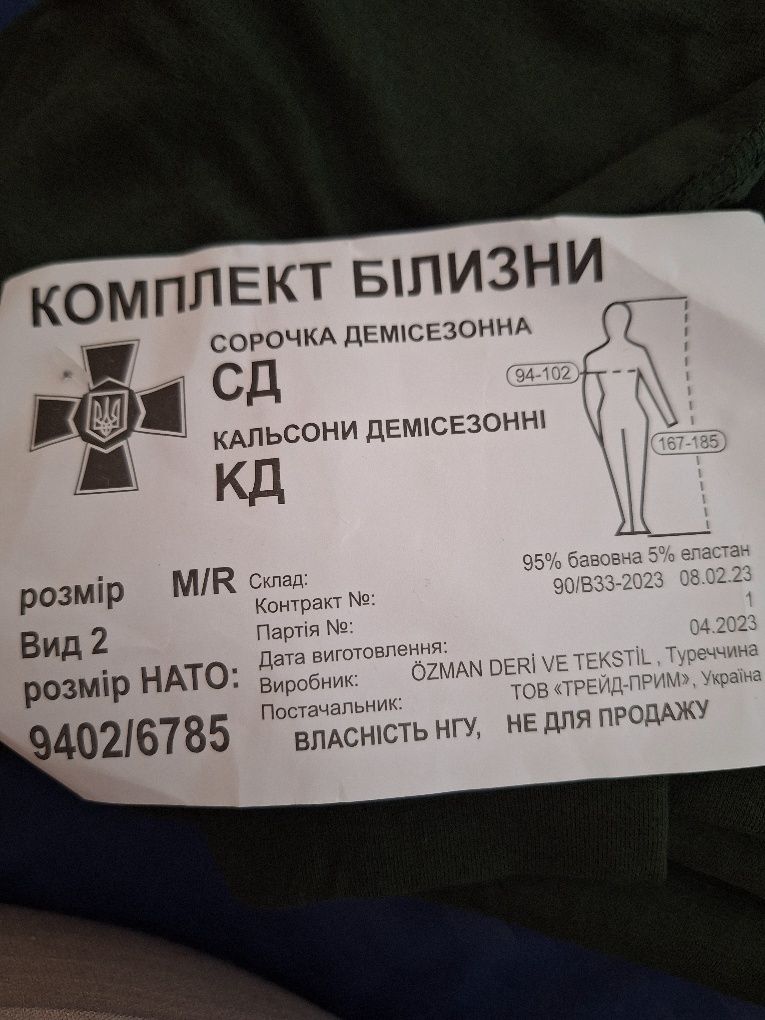 КОМПЛЕКТ БІЛИЗНИ
СОРОЧКА ДЕМІСЕЗОННА
СД
КАЛЬСОНИ ДЕМІСЕЗОННІ
КД
94-102
167-185
розмір M/R
Вид 2
розмір НАТО:
9402/6785
Склад: 95% бавовна 5% еластан
Контракт №: 90/ВЗЗ-2023 08.02.23
Партія №: 1
Дата виготовлення: 04.2023
Виробник: ÖZMAN DERİ VE TEKSTİL , Туреччина
Постачальник: ТОВ «ТРЕЙД-ПРИМ», Україна
ВЛАСНІСТЬ НГУ, НЕ ДЛЯ ПРОДАЖУ